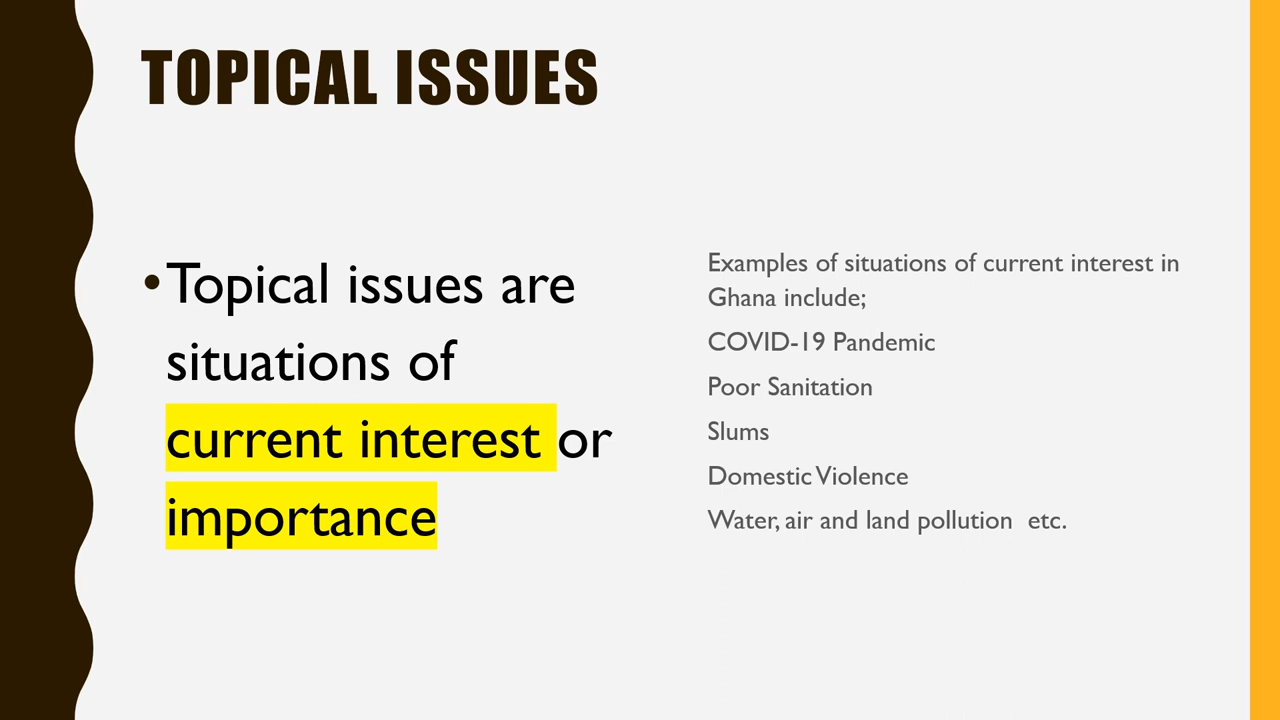 TOPICAL ISSUES
•Topical issues are
situations of
current interest or
importance
Examples of situations of current interest in
Ghana include;
COVID-19 Pandemic
Poor Sanitation
Slums
Domestic Violence
Water, air and land pollution  etc.